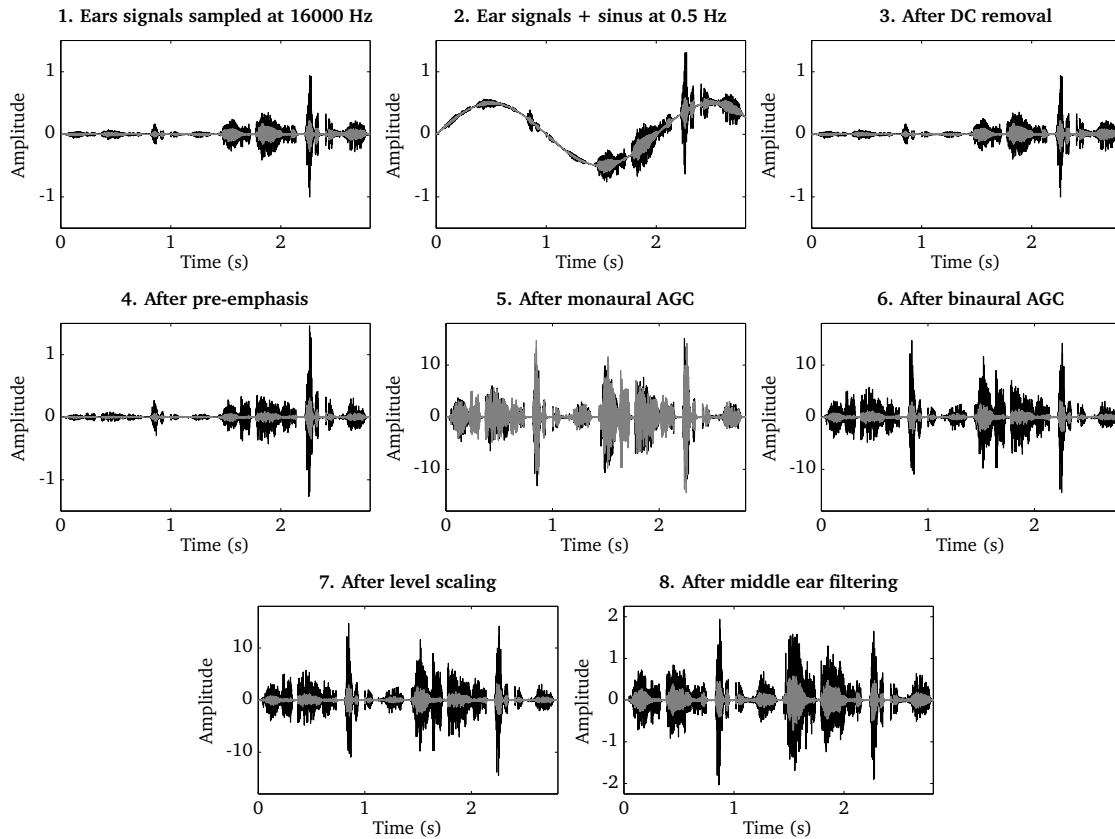 1. Ears signals sampled at 16000 Hz
2. Ear signals + sinus at 0.5 Hz
3. After DC removal
Amplitude
1
0
-1
0
1
2
Time (s)
Amplitude
1
0
-1
0
1
2
Time (s)
Amplitude
1
0
-1
0
1
2
Time (s)
4. After pre-emphasis
5. After monaural AGC
6. After binaural AGC
Amplitude
1
0
-1
0
1
2
Time (s)
Amplitude
10
0
-10
0
1
2
Time (s)
Amplitude
10
0
-10
0
1
2
Time (s)
7. After level scaling
8. After middle ear filtering
Amplitude
10
0
-10
0
1
2
Time (s)
Amplitude
2
1
0
-1
-2
0
1
2
Time (s)